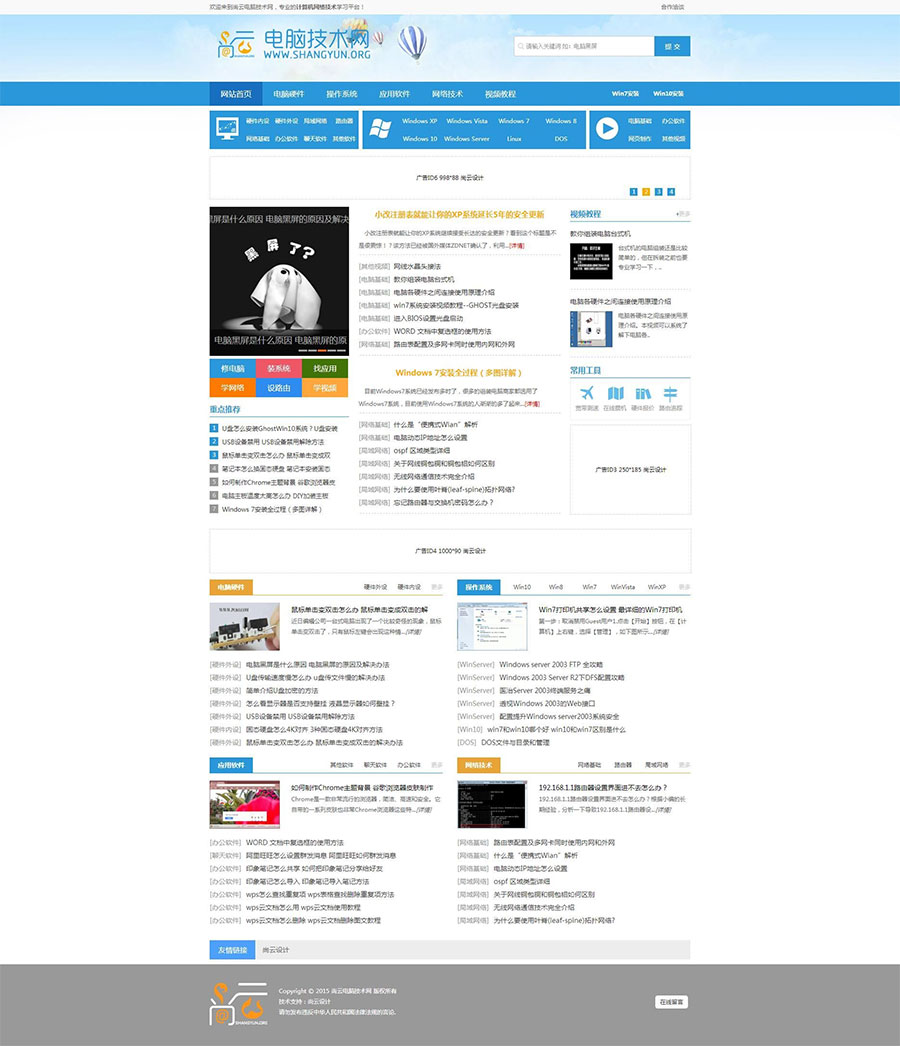 欢迎来到尚云电脑技术网，专业的计算机网络技术学习平台！
合作洽谈
尚云 电脑技术网
WWW.SHANGYUN.ORG
请输入关键词 如：电脑黑屏
提 交
网站首页 电脑硬件 操作系统 应用软件 网络技术 视频教程 Win7安装 Win10安装
硬件内设 硬件外设 局域网络 路由器
网络基础 办公软件 聊天软件 其他软件
Windows XP Windows Vista Windows 7 Windows 8
Windows 10 Windows Server Linux DOS
电脑基础 办公软件
网页制作 其他视频
广告ID6 998*88 尚云设计
1 2 3 4
黑屏是什么原因 电脑黑屏的原因及解决
黑屏了?
电脑黑屏是什么原因 电脑黑屏的原
修电脑 装系统 找应用
学网络 设路由 学视频
重点推荐
1 U盘怎么安装GhostWin10系统？U盘安装
2 USB设备禁用 USB设备禁用解除方法
3 鼠标单击变双击怎么办 鼠标单击变成双
4 笔记本怎么换固态硬盘 笔记本安装固态
5 如何制作Chrome主题背景 谷歌浏览器皮
6 电脑主板温度太高怎么办 DIY加装主板
7 Windows 7安装全过程（多图详解）
小改注册表就能让你的XP系统延长5年的安全更新
小改注册表就能让你的XP系统继续接受长达的安全更新？看到这个标题是不
是很震惊！？该方法已经被国外媒体ZDNET确认了，利用...[详情]
[其他视频] 网线水晶头接法
[电脑基础] 教你组装电脑台式机
[电脑基础] 电脑各硬件之间连接使用原理介绍
[电脑基础] win7系统安装视频教程--GHOST光盘安装
[电脑基础] 进入BIOS设置光盘启动
[办公软件] WORD 文档中复选框的使用方法
[网络基础] 路由表配置及多网卡同时使用内网和外网
Windows 7安装全过程（多图详解）
目前Windows7系统已经发布多时了，很多的组装电脑商家都选用了
Windows7系统，目前使用Windows7系统的人渐渐的多了起来...[详情]
[网络基础] 什么是“便携式Wlan”解析
[网络基础] 电脑动态IP地址怎么设置
[局域网络] ospf 区域类型详细
[局域网络] 关于网线铜包钢和铜包铝如何区别
[局域网络] 无线网络通信技术完全介绍
[局域网络] 为什么要使用叶脊(leaf-spine)拓扑网络?
[局域网络] 忘记路由器与交换机密码怎么办？
视频教程 +更多
教你组装电脑台式机
台式机的电脑组装还是比较
简单的，但在拆装之前也要
专业学习一下，..
电脑各硬件之间连接使用原理介绍
电脑各硬件之间连接使用原
理介绍。本视频可以系统了
解下电脑各..
常用工具
宽带测速 在线装机 硬件报价 路由追踪
广告ID3 250*185 尚云设计
广告ID4 1000*90 尚云设计
电脑硬件 硬件外设 硬件内设 更多
WWW.POBO.COM
鼠标单击变双击怎么办 鼠标单击变成双击的解
近日编辑公司一台式电脑出现了一个比较奇怪的现象，鼠标
单击变双击了，只有鼠标左键会出现这种情...[详细]
[硬件外设] 电脑黑屏是什么原因 电脑黑屏的原因及解决办法
[硬件外设] U盘传输速度慢怎么办 u盘传文件慢的解决办法
[硬件外设] 简单介绍U盘加密的方法
[硬件外设] 怎么看显示器是否支持壁挂 液晶显示器如何壁挂？
[硬件外设] USB设备禁用 USB设备禁用解除方法
[硬件内设] 固态硬盘怎么4K对齐 3种固态硬盘4K对齐方法
[硬件外设] 鼠标单击变双击怎么办 鼠标单击变成双击的解决办法
操作系统 Win10 Win8 Win7 WinVista WinXP 更多
Win7打印机共享怎么设置 最详细的Win7打印机
第一步：取消禁用Guest用户1.点击【开始】按钮，在【计
算机】上右键，选择【管理】，如下图所示...[详细]
[WinServer] Windows server 2003 FTP 全攻略
[WinServer] Windows 2003 Server R2下DFS配置攻略
[WinServer] 医治Server 2003终端服务之痛
[WinServer] 透视Windows 2003的Web接口
[WinServer] 配置提升Windows server2003系统安全
[Win10] win7和win10哪个好 win10和win7区别是什么
[DOS] DOS文件与目录和管理
应用软件 其他软件 聊天软件 办公软件 更多
如何制作Chrome主题背景 谷歌浏览器皮肤制作
Chrome是一款非常流行的浏览器，简洁、简洁和安全。它
自带的一系列皮肤也非常Chrome浏览器这些特...[详细]
[办公软件] WORD 文档中复选框的使用方法
[聊天软件] 阿里旺旺怎么设置群发消息 阿里旺旺如何群发消息
[办公软件] 印象笔记怎么共享 如何把印象笔记分享给好友
[办公软件] 印象笔记怎么导入 印象笔记导入笔记方法
[办公软件] wps怎么查找重复项 wps表格查找删除重复项方法
[办公软件] wps云文档怎么用 wps云文档使用教程
[办公软件] wps云文档怎么删除 wps云文档删除图文教程
网络技术 网络基础 路由器 局域网络 更多
192.168.1.1路由器设置界面进不去怎么办？
192.168.1.1路由器设置界面进不去怎么办？根据小编的长
期经验，分析一下导致192.168.1.1路由器设...[详细]
[网络基础] 路由表配置及多网卡同时使用内网和外网
[网络基础] 什么是“便携式Wlan”解析
[网络基础] 电脑动态IP地址怎么设置
[局域网络] ospf 区域类型详细
[局域网络] 关于网线铜包钢和铜包铝如何区别
[局域网络] 无线网络通信技术完全介绍
[局域网络] 为什么要使用叶脊(leaf-spine)拓扑网络?
友情链接 尚云设计
SHANGYUN.ORG
Copyright © 2015 尚云电脑技术网 版权所有
技术支持：尚云设计
请勿发布违反中华人民共和国法律法规的言论.
在线留言